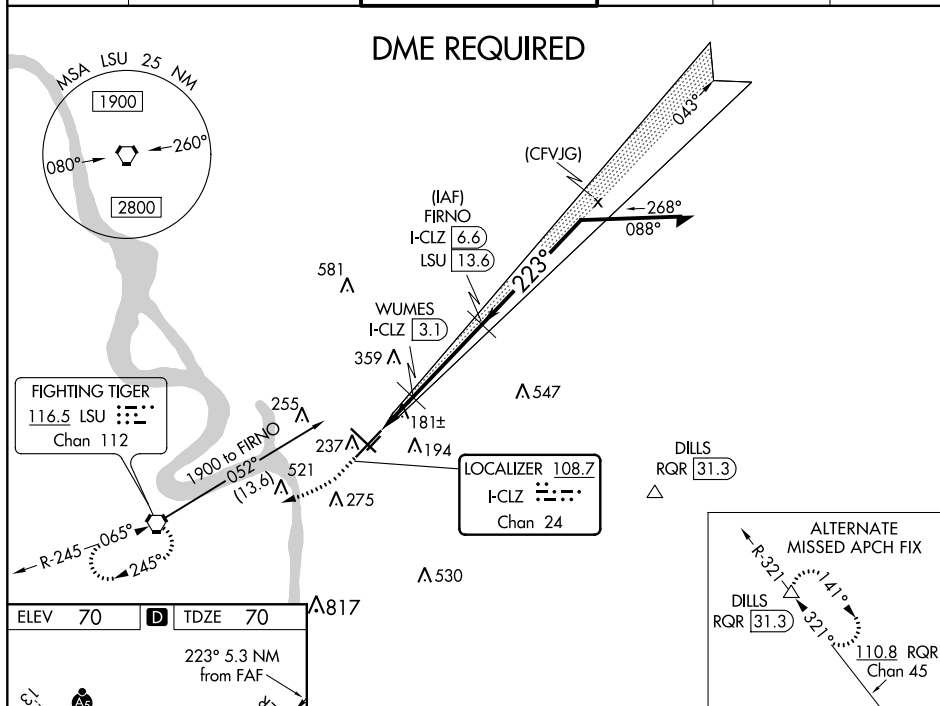 DME REQUIRED
MSA LSU 25 NM
1900
080°
260°
2800
043°
(CFVJG)
(IAF)
FIRNO
I-CLZ 6.6
LSU 13.6
268°
088°
223°
581
WUMES
I-CLZ 3.1
359
547
FIGHTING TIGER
116.5 LSU
Chan 112
255
181±
237
194
1900 to FIRNO
052°
(13.6)
521
275
LOCALIZER 108.7
I-CLZ
Chan 24
DILLS
RQR 31.3
R-245
065°
245°
530
817
ALTERNATE
MISSED APCH FIX
R-321
141°
DILLS
RQR 31.3
321°
110.8 RQR
Chan 45
ELEV 70 D TDZE 70
223° 5.3 NM
from FAF
A5